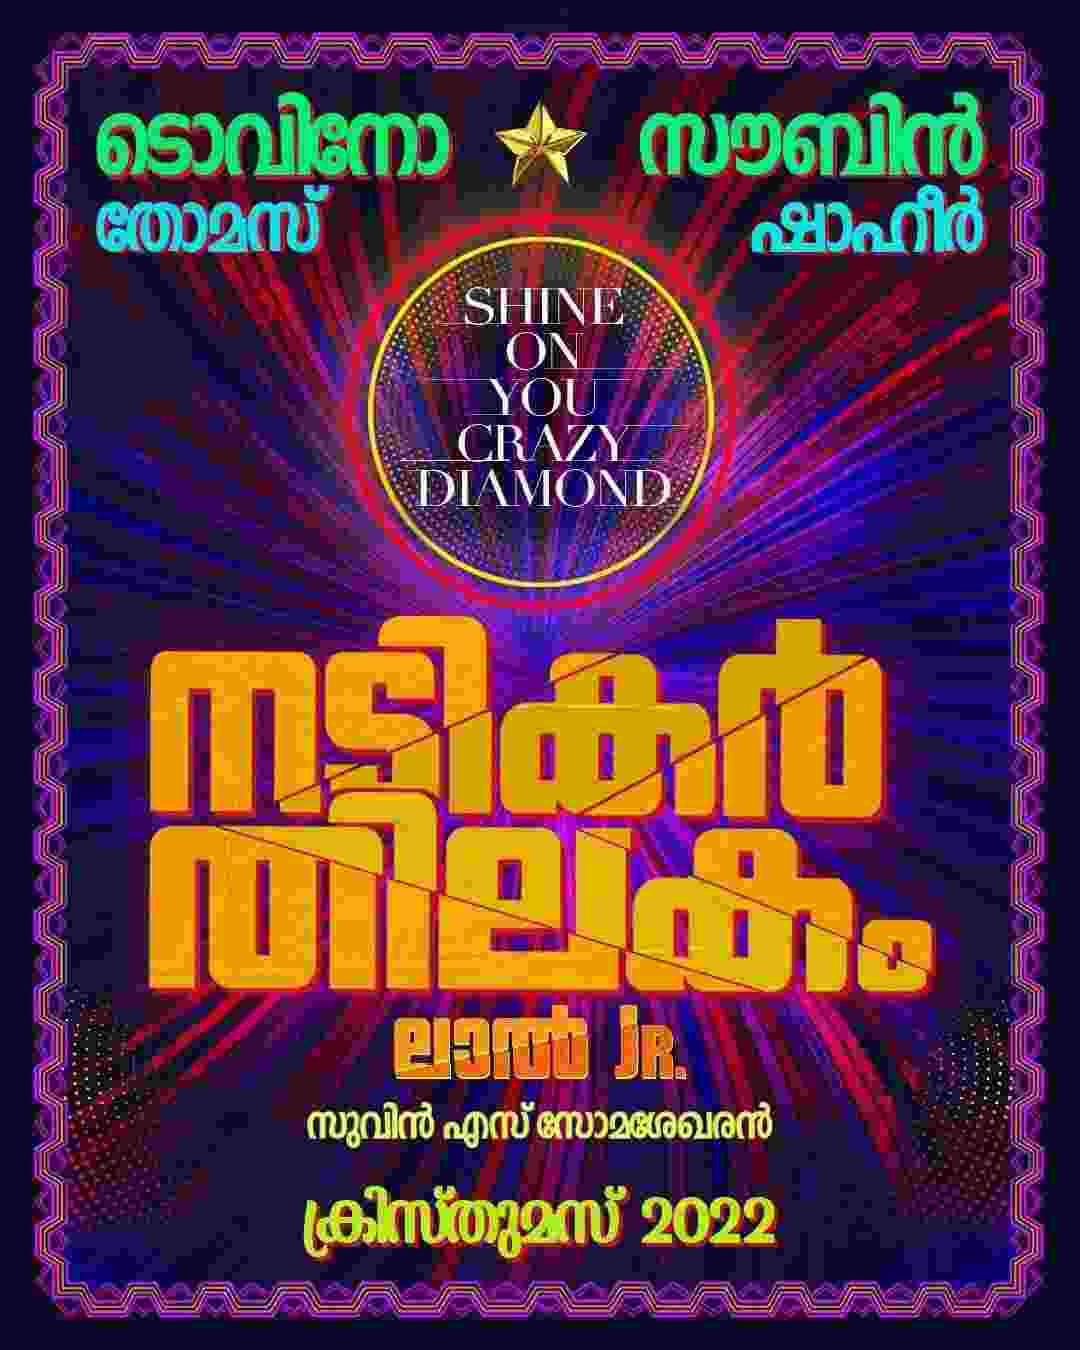 ടൊവിനോ സൗബിൻ
തോമസ് ഷാഹീർ
SHINE
ON
YOU
CRAZY
DIAMOND
നടികർ
തിലകം
ലാൽ JR.
സുവിൻ എസ് സോമശേഖരൻ
ക്രിസ്തുമസ് 2022